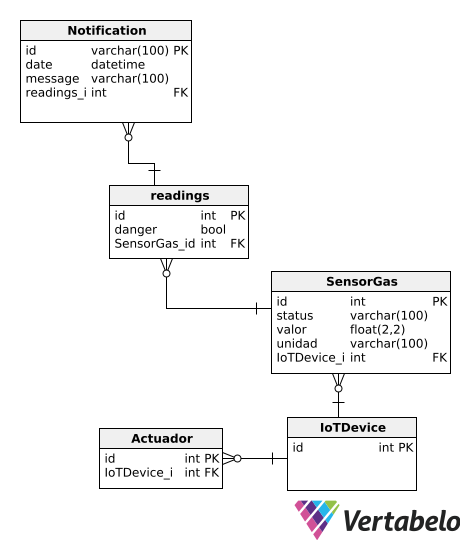 Notification
id varchar(100) PK
date datetime
message varchar(100)
readings_i int FK
readings
id int PK
danger bool
SensorGas_id int FK
SensorGas
id int PK
status varchar(100)
valor float(2,2)
unidad varchar(100)
IoTDevice_i int FK
IoTDevice
id int PK
Actuador
id int PK
IoTDevice_i int FK
Vertabelo